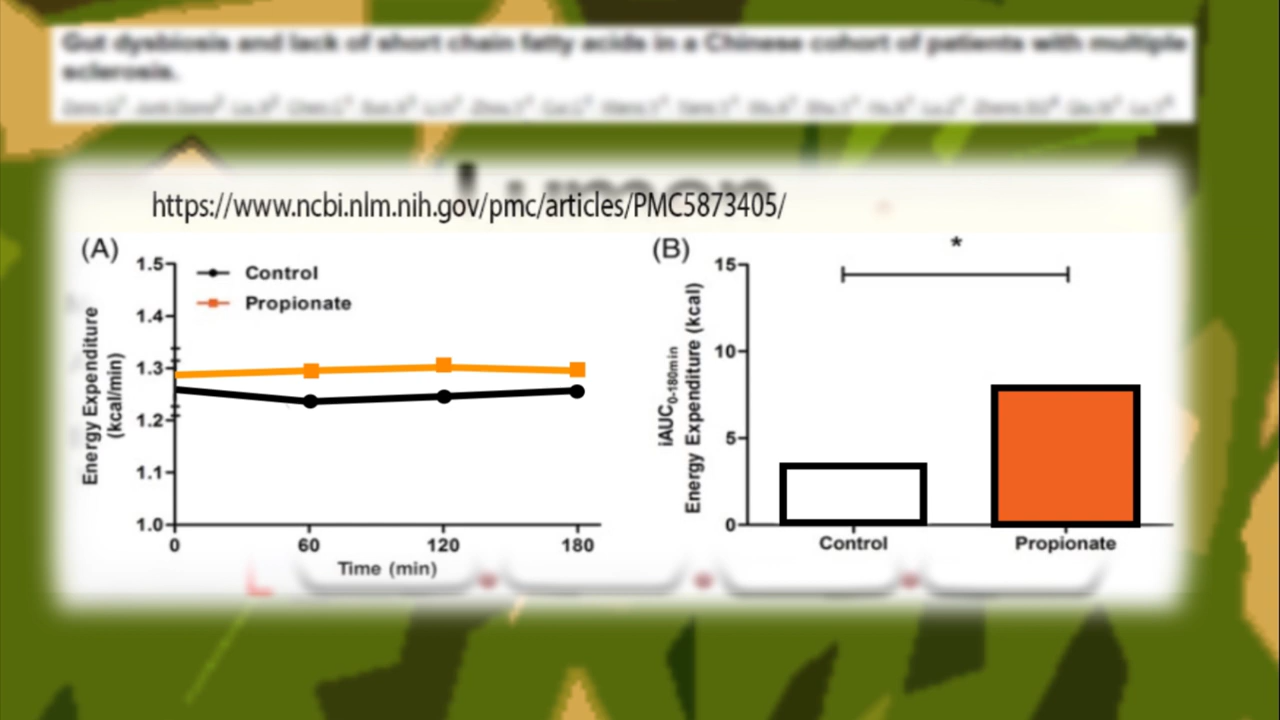 Gut dysbiosis and lack of short chain fatty acids in a Chinese cohort of patients with multiple
sclerosis.
https://www.ncbi.nlm.nih.gov/pmc/articles/PMC5873405/
(A)
1.5
1.4
1.3
1.2
1.1
1.0
Energy Expenditure
(kcal/min)
Control
Propionate
0 60 120 180
Time (min)
(B)
*
15
10
5
0
iAUC0-180min
Energy Expenditure (kcal)
Control Propionate